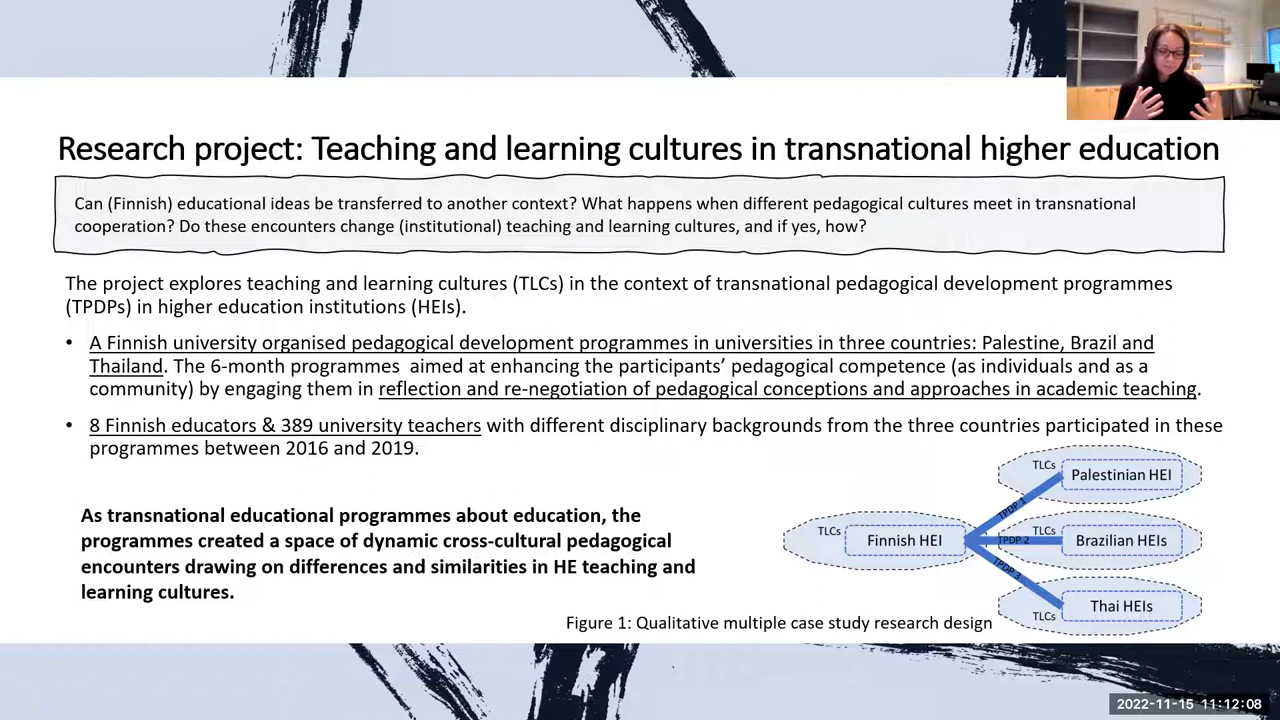 Research project: Teaching and learning cultures in transnational higher education
Can (Finnish) educational ideas be transferred to another context? What happens when different pedagogical cultures meet in transnational
cooperation? Do these encounters change (institutional) teaching and learning cultures, and if yes, how?
The project explores teaching and learning cultures (TLCs) in the context of transnational pedagogical development programmes
(TPDPs) in higher education institutions (HEIs).
• A Finnish university organised pedagogical development programmes in universities in three countries: Palestine, Brazil and
Thailand. The 6-month programmes aimed at enhancing the participants' pedagogical competence (as individuals and as a
community) by engaging them in reflection and re-negotiation of pedagogical conceptions and approaches in academic teaching.
• 8 Finnish educators & 389 university teachers with different disciplinary backgrounds from the three countries participated in these
programmes between 2016 and 2019.
As transnational educational programmes about education, the
programmes created a space of dynamic cross-cultural pedagogical
encounters drawing on differences and similarities in HE teaching and
learning cultures.
TLCs
Finnish HEI
TPDP 1
TLCs
Palestinian HEI
TPDP 2
TLCs
Brazilian HEIs
TPDP 3
TLCs
Thai HEIs
Figure 1: Qualitative multiple case study research design
2022-11-15 11:12:08